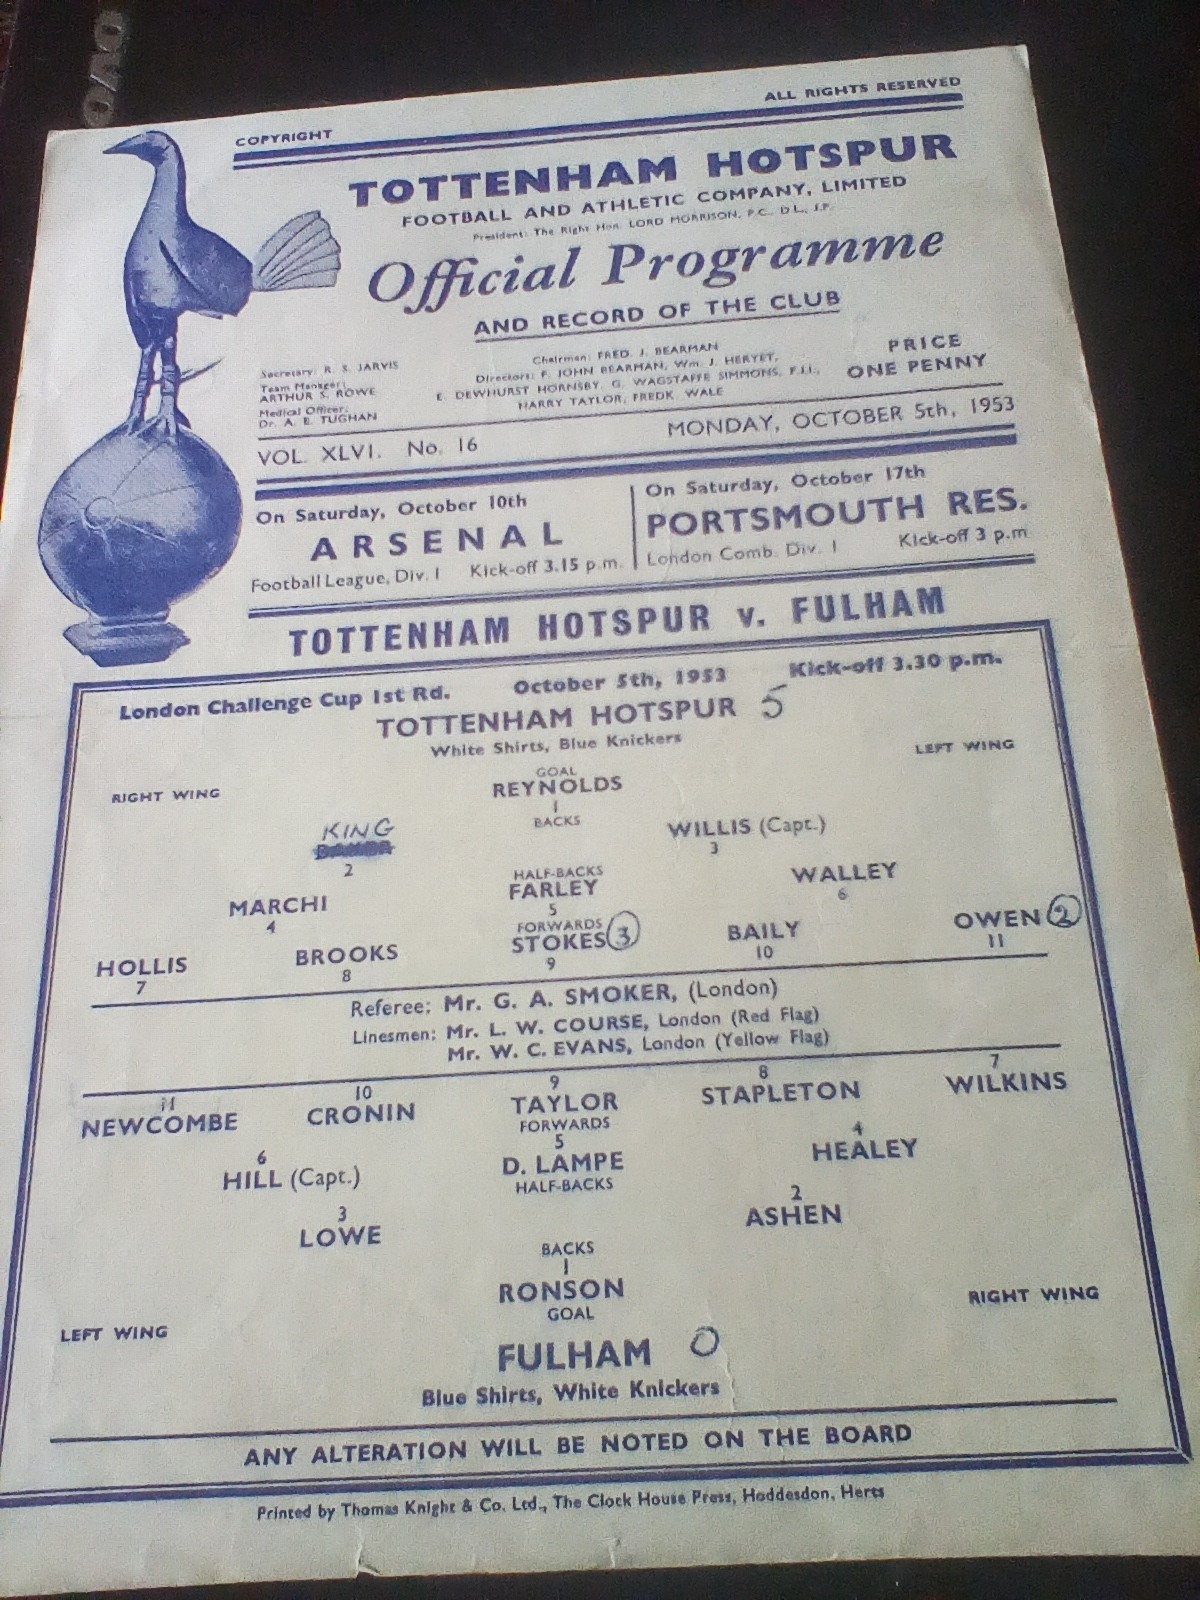 COPYRIGHT
ALL RIGHTS RESERVED
TOTTENHAM HOTSPUR
FOOTBALL AND ATHLETIC COMPANY, LIMITED
President: The Right Hon. LORD MORRISON, P.C., D.L., J.P.
Official Programme
AND RECORD OF THE CLUB
Secretary: R. S. JARVIS
Team Manager:
ARTHUR S. ROWE
Medical Officer:
Dr. A. E. TUGHAN
Chairman: FRED. J. BEARMAN
Directors: F. JOHN BEARMAN, Wm. J. HERYET,
E. DEWHURST HORNSBY, G. WAGSTAFFE SIMMONS, F.J.I.,
HARRY TAYLOR, FREDK. WALE
PRICE
ONE PENNY
VOL. XLVI. No. 16
MONDAY, OCTOBER 5th, 1953
On Saturday, October 10th
ARSENAL
Football League, Div. I Kick-off 3.15 p.m.
On Saturday, October 17th
PORTSMOUTH RES.
London Comb. Div. I Kick-off 3 p.m
TOTTENHAM HOTSPUR v. FULHAM
London Challenge Cup 1st Rd. October 5th, 1953 Kick-off 3.30 p.m.
TOTTENHAM HOTSPUR 5
White Shirts, Blue Knickers
RIGHT WING
LEFT WING
GOAL
REYNOLDS
1
BACKS
KING
2
WILLIS (Capt.)
3
HALF-BACKS
MARCHI
4
FARLEY
5
WALLEY
6
FORWARDS
HOLLIS
7
BROOKS
8
STOKES 3
9
BAILY
10
OWEN 2
11
Referee: Mr. G. A. SMOKER, (London)
Linesmen: Mr. L. W. COURSE, London (Red Flag)
Mr. W. C. EVANS, London (Yellow Flag)
11
NEWCOMBE
10
CRONIN
9
TAYLOR
8
STAPLETON
7
WILKINS
FORWARDS
6
HILL (Capt.)
5
D. LAMPE
4
HEALEY
HALF-BACKS
3
LOWE
2
ASHEN
BACKS
1
RONSON
GOAL
LEFT WING
RIGHT WING
FULHAM 0
Blue Shirts, White Knickers
ANY ALTERATION WILL BE NOTED ON THE BOARD
Printed by Thomas Knight & Co. Ltd., The Clock House Press, Hoddesdon, Herts